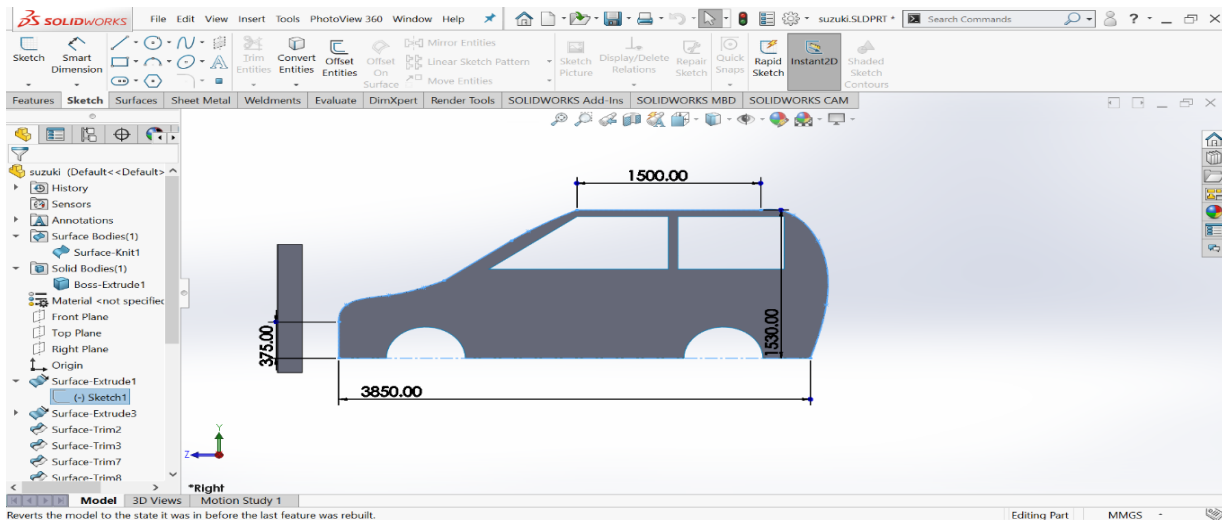 SOLIDWORKS File Edit View Insert Tools PhotoView 360 Window Help suzuki.SLDPRT * Search Commands
Sketch Smart Dimension Trim Entities Convert Entities Offset Entities Offset On Surface Mirror Entities Linear Sketch Pattern Move Entities Sketch Picture Display/Delete Relations Repair Sketch Quick Snaps Rapid Sketch Instant2D Shaded Sketch Contours
Features Sketch Surfaces Sheet Metal Weldments Evaluate DimXpert Render Tools SOLIDWORKS Add-Ins SOLIDWORKS MBD SOLIDWORKS CAM
suzuki (Default<<Default>
History
Sensors
Annotations
Surface Bodies(1)
Surface-Knit1
Solid Bodies(1)
Boss-Extrude1
Material <not specified
Front Plane
Top Plane
Right Plane
Origin
Surface-Extrude1
(-) Sketch1
Surface-Extrude3
Surface-Trim2
Surface-Trim3
Surface-Trim7
Surface-Trim8
1500.00
375.00
1530.00
3850.00
Y
Z
*Right
Model 3D Views Motion Study 1
Reverts the model to the state it was in before the last feature was rebuilt. Editing Part MMGS -